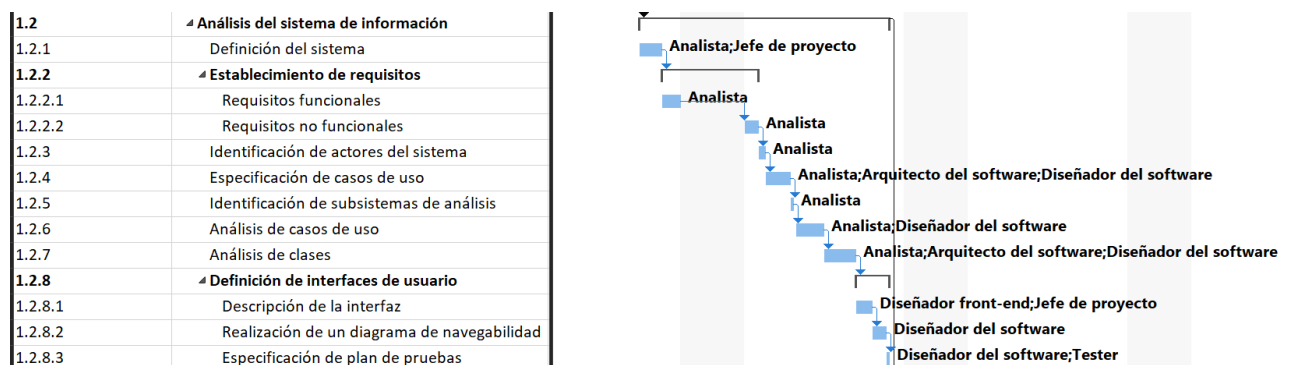 1.2 Análisis del sistema de información
1.2.1 Definición del sistema Analista;Jefe de proyecto
1.2.2 Establecimiento de requisitos
1.2.2.1 Requisitos funcionales Analista
1.2.2.2 Requisitos no funcionales Analista
1.2.3 Identificación de actores del sistema Analista
1.2.4 Especificación de casos de uso Analista;Arquitecto del software;Diseñador del software
1.2.5 Identificación de subsistemas de análisis Analista
1.2.6 Análisis de casos de uso Analista;Diseñador del software
1.2.7 Análisis de clases Analista;Arquitecto del software;Diseñador del software
1.2.8 Definición de interfaces de usuario
1.2.8.1 Descripción de la interfaz Diseñador front-end;Jefe de proyecto
1.2.8.2 Realización de un diagrama de navegabilidad Diseñador del software
1.2.8.3 Especificación de plan de pruebas Diseñador del software;Tester